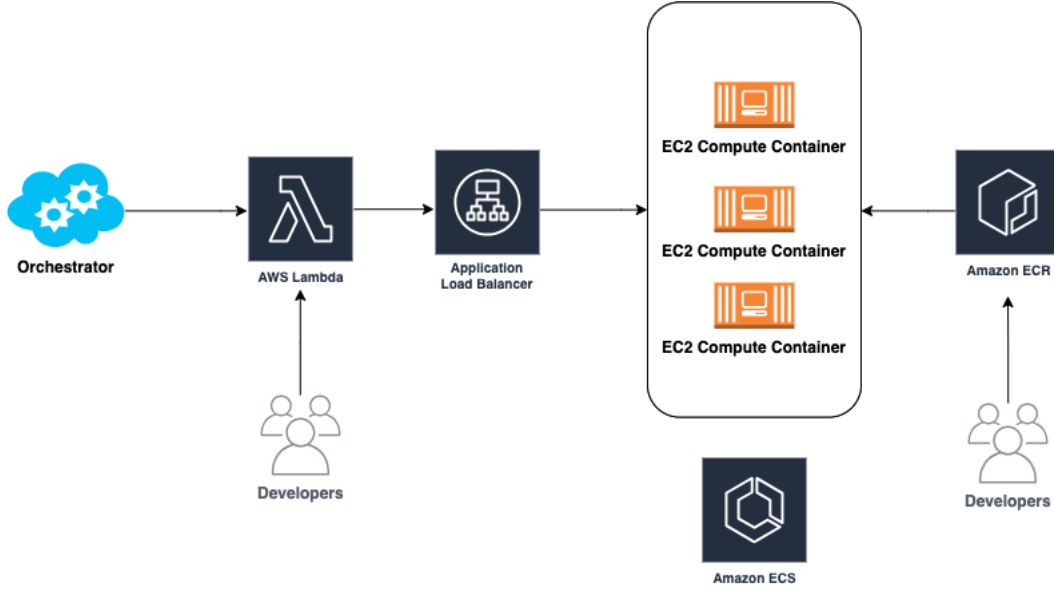 EC2 Compute Container
EC2 Compute Container
EC2 Compute Container
Orchestrator
AWS Lambda
Application
Load Balancer
Amazon ECR
Developers
Developers
Amazon ECS